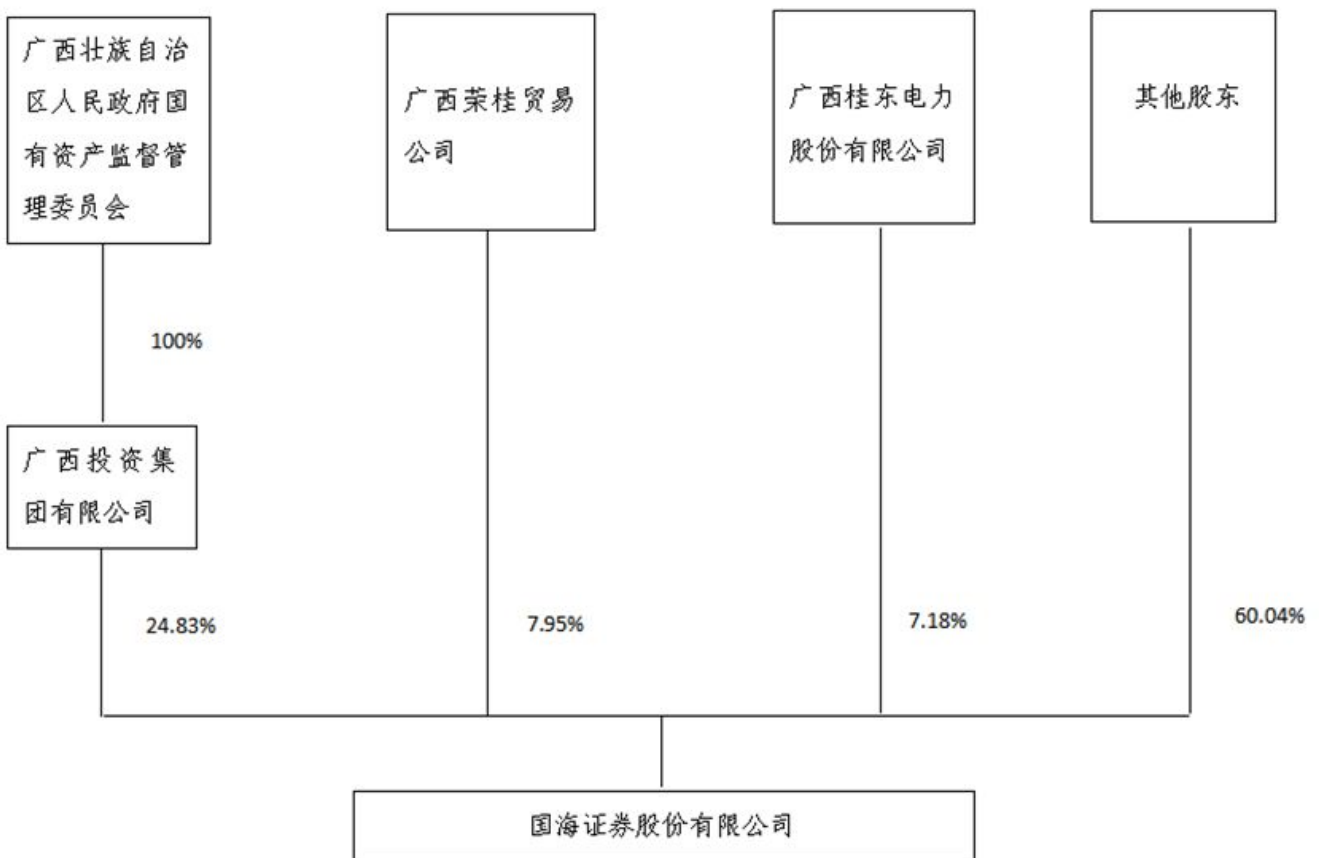 广西壮族自治
区人民政府国
有资产监督管
理委员会
广西荣桂贸易
公司
广西桂东电力
股份有限公司
其他股东
100%
广西投资集
团有限公司
24.83%
7.95%
7.18%
60.04%
国海证券股份有限公司